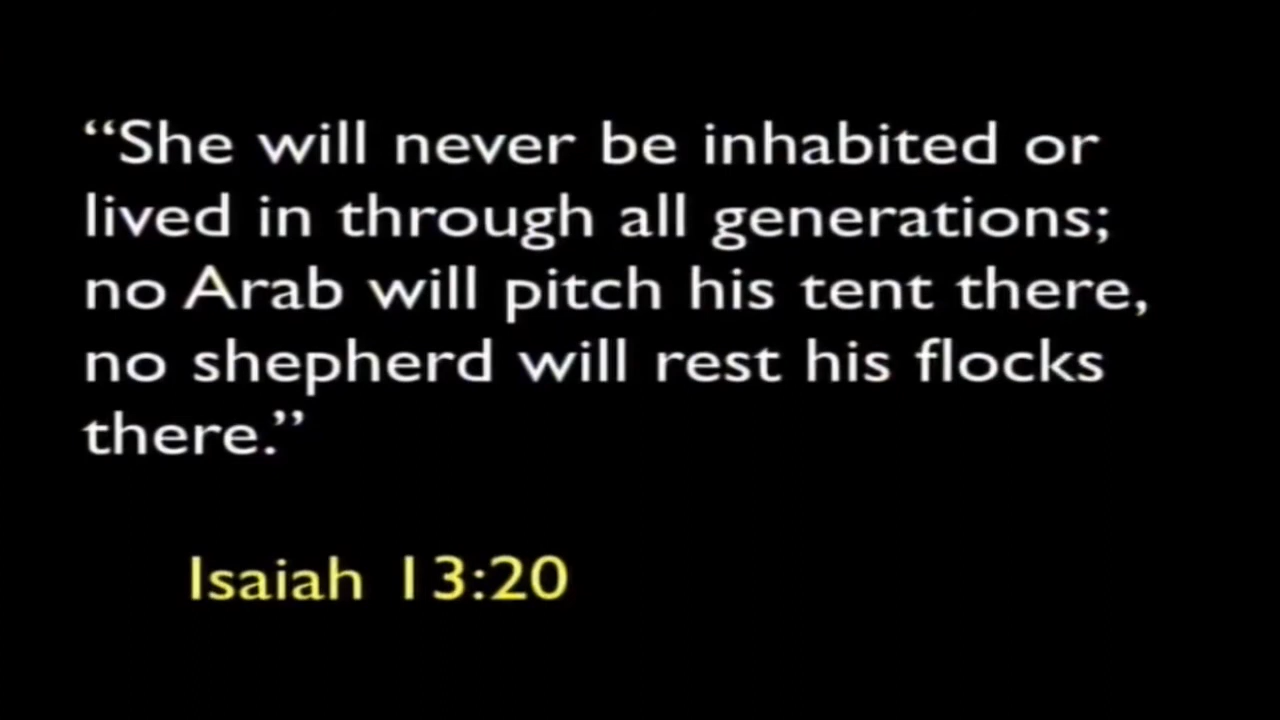 “She will never be inhabited or
lived in through all generations;
no Arab will pitch his tent there,
no shepherd will rest his flocks
there.”
Isaiah 13:20